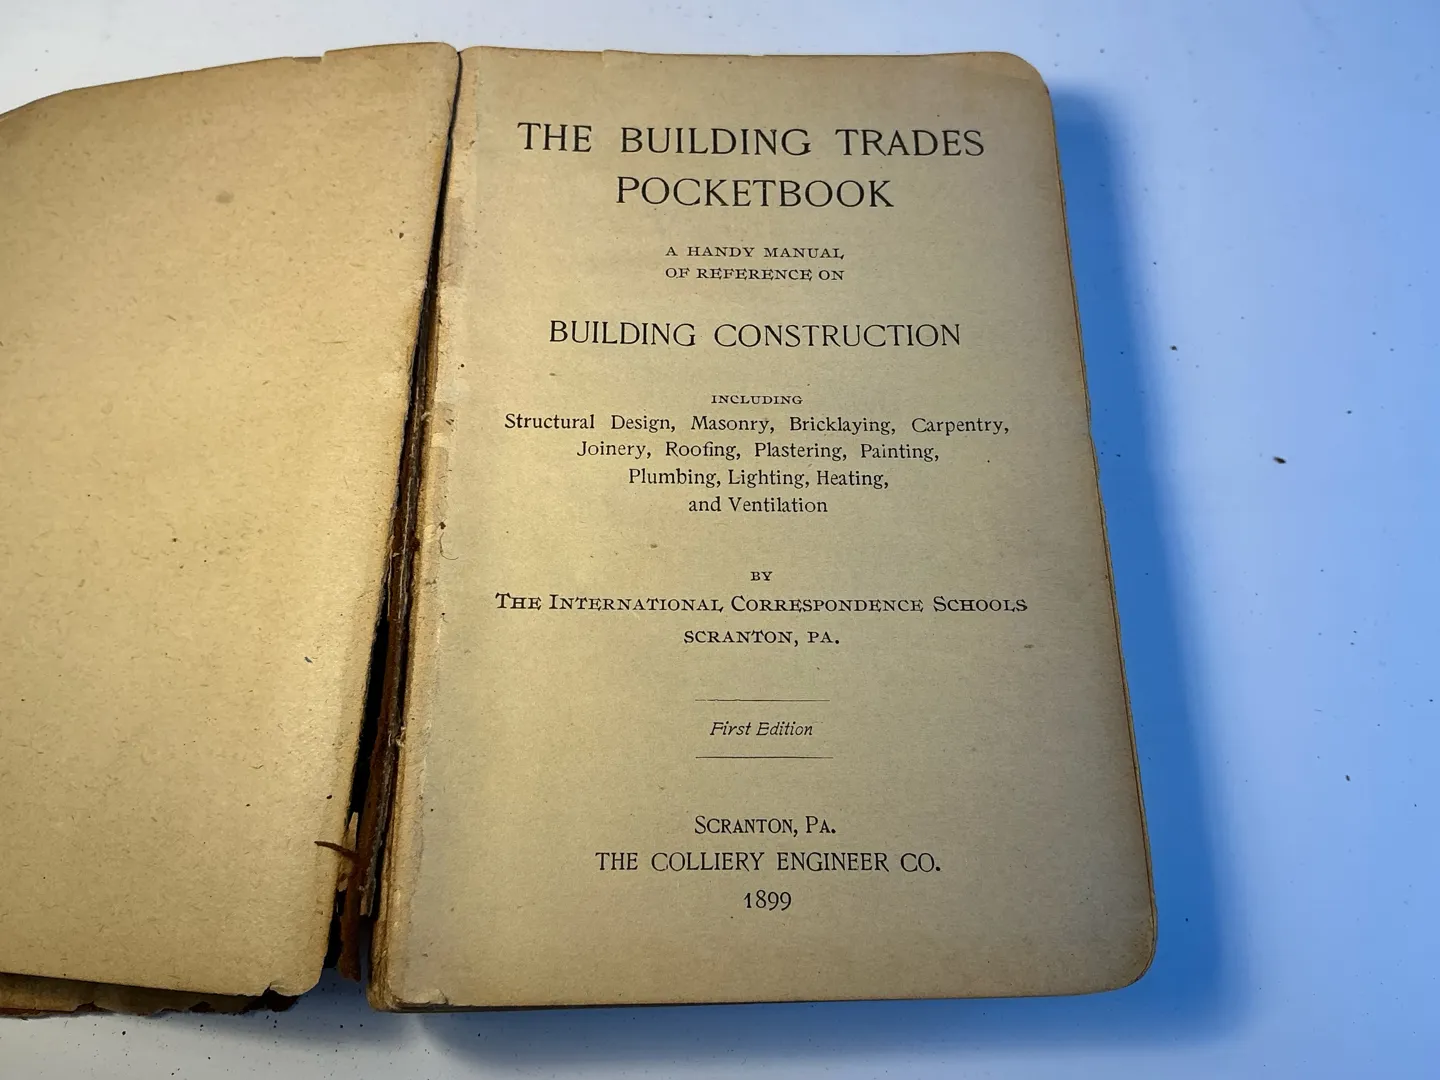 THE BUILDING TRADES
POCKETBOOK
A HANDY MANUAL
OF REFERENCE ON
BUILDING CONSTRUCTION
INCLUDING
Structural Design, Masonry, Bricklaying, Carpentry,
Joinery, Roofing, Plastering, Painting,
Plumbing, Lighting, Heating,
and Ventilation
BY
THE INTERNATIONAL CORRESPONDENCE SCHOOLS
SCRANTON, PA.
First Edition
SCRANTON, PA.
THE COLLIERY ENGINEER CO.
1899